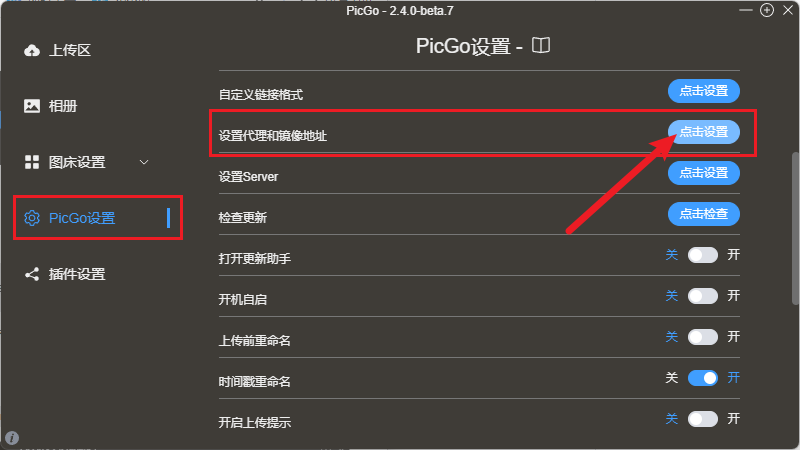 PicGo - 2.4.0-beta.7
上传区
相册
图床设置
PicGo设置
插件设置
PicGo设置 -
自定义链接格式 点击设置
设置代理和镜像地址 点击设置
设置Server 点击设置
检查更新 点击检查
打开更新助手 关 开
开机自启 关 开
上传前重命名 关 开
时间戳重命名 关 开
开启上传提示 关 开